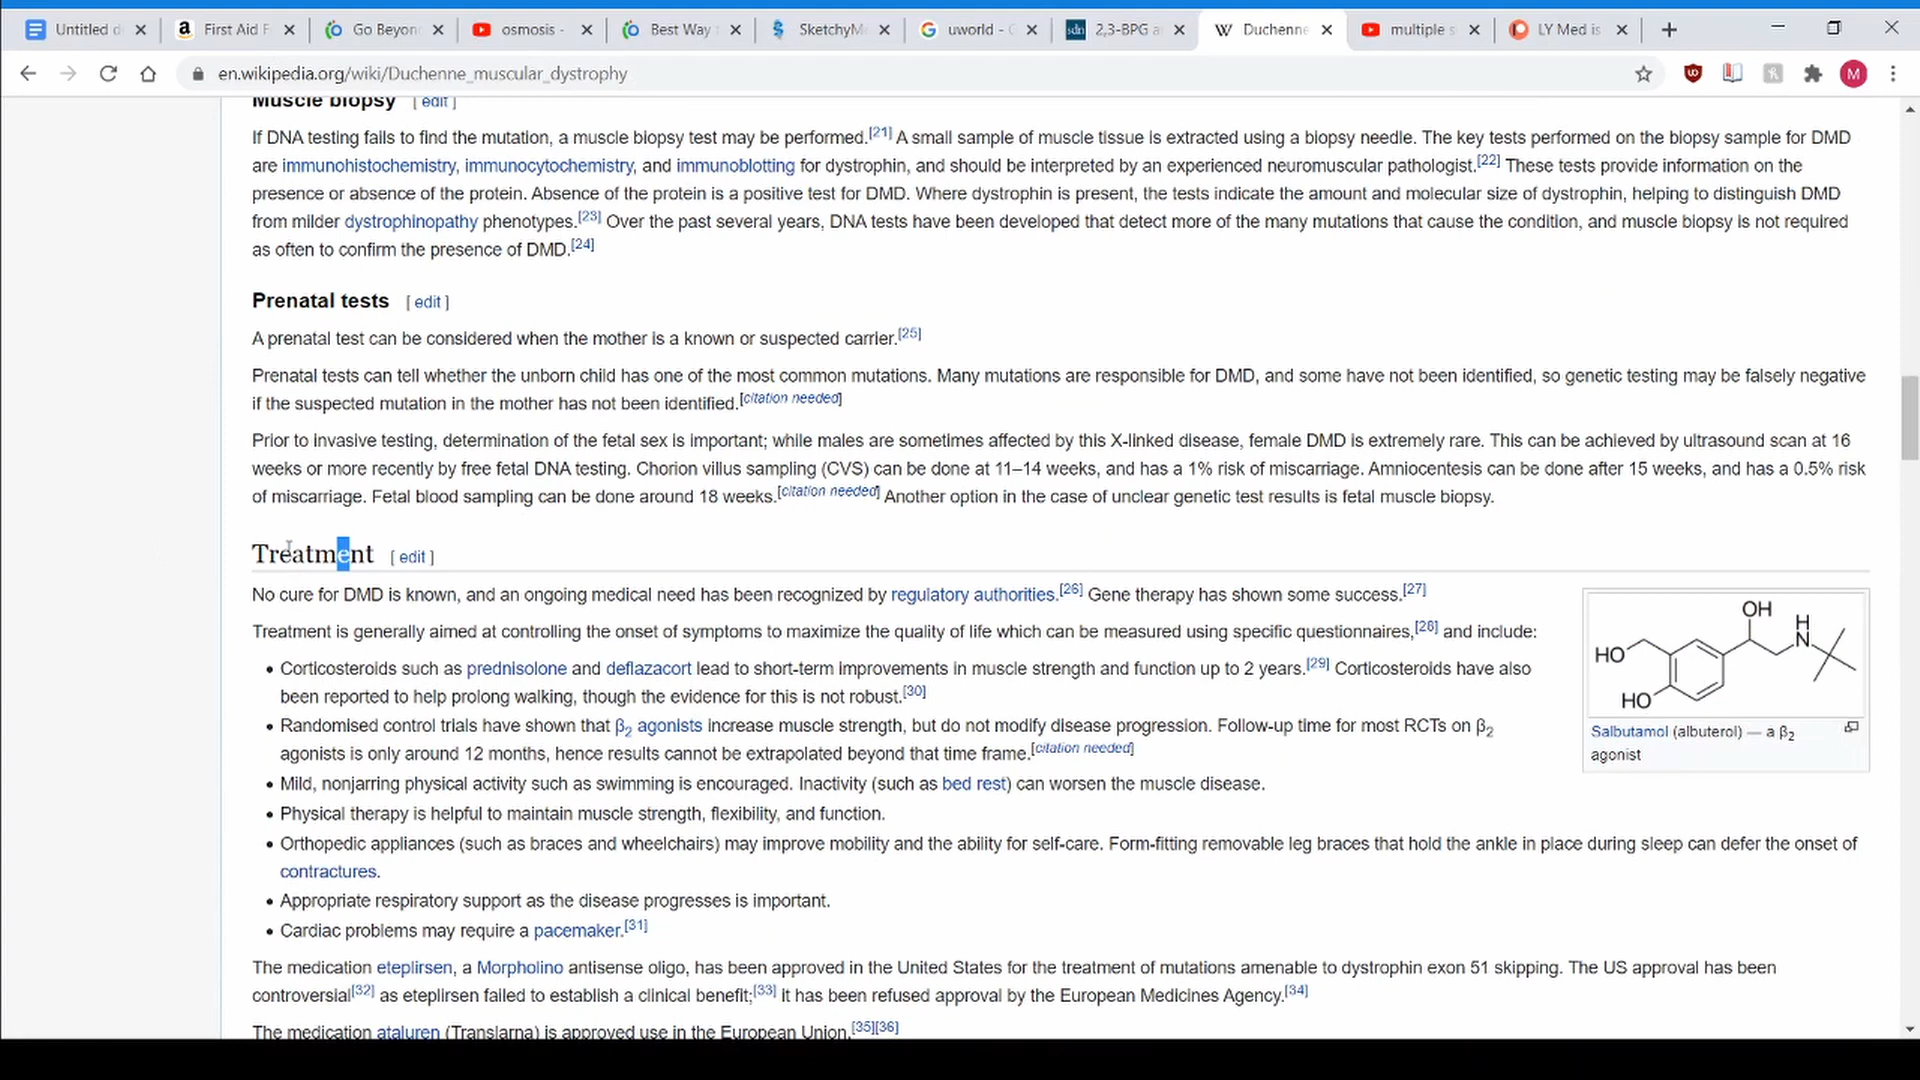 Untitled d
First Aid F
Go Beyon
osmosis -
Best Way
SketchyM
uworld - G
sdn
2,3-BPG a
W
Duchenne
multiple s
LY Med is
en.wikipedia.org/wiki/Duchenne_muscular_dystrophy
M
Muscle biopsy [ edit ]
If DNA testing fails to find the mutation, a muscle biopsy test may be performed.[21] A small sample of muscle tissue is extracted using a biopsy needle. The key tests performed on the biopsy sample for DMD
are immunohistochemistry, immunocytochemistry, and immunoblotting for dystrophin, and should be interpreted by an experienced neuromuscular pathologist.[22] These tests provide information on the
presence or absence of the protein. Absence of the protein is a positive test for DMD. Where dystrophin is present, the tests indicate the amount and molecular size of dystrophin, helping to distinguish DMD
from milder dystrophinopathy phenotypes.[23] Over the past several years, DNA tests have been developed that detect more of the many mutations that cause the condition, and muscle biopsy is not required
as often to confirm the presence of DMD.[24]
Prenatal tests [ edit ]
A prenatal test can be considered when the mother is a known or suspected carrier.[25]
Prenatal tests can tell whether the unborn child has one of the most common mutations. Many mutations are responsible for DMD, and some have not been identified, so genetic testing may be falsely negative
if the suspected mutation in the mother has not been identified.[citation needed]
Prior to invasive testing, determination of the fetal sex is important; while males are sometimes affected by this X-linked disease, female DMD is extremely rare. This can be achieved by ultrasound scan at 16
weeks or more recently by free fetal DNA testing. Chorion villus sampling (CVS) can be done at 11–14 weeks, and has a 1% risk of miscarriage. Amniocentesis can be done after 15 weeks, and has a 0.5% risk
of miscarriage. Fetal blood sampling can be done around 18 weeks.[citation needed] Another option in the case of unclear genetic test results is fetal muscle biopsy.
Treatment [ edit ]
No cure for DMD is known, and an ongoing medical need has been recognized by regulatory authorities.[26] Gene therapy has shown some success.[27]
Treatment is generally aimed at controlling the onset of symptoms to maximize the quality of life which can be measured using specific questionnaires,[28] and include:
• Corticosteroids such as prednisolone and deflazacort lead to short-term improvements in muscle strength and function up to 2 years.[29] Corticosteroids have also
been reported to help prolong walking, though the evidence for this is not robust.[30]
• Randomised control trials have shown that β2 agonists increase muscle strength, but do not modify disease progression. Follow-up time for most RCTs on β2
agonists is only around 12 months, hence results cannot be extrapolated beyond that time frame.[citation needed]
• Mild, nonjarring physical activity such as swimming is encouraged. Inactivity (such as bed rest) can worsen the muscle disease.
• Physical therapy is helpful to maintain muscle strength, flexibility, and function.
• Orthopedic appliances (such as braces and wheelchairs) may improve mobility and the ability for self-care. Form-fitting removable leg braces that hold the ankle in place during sleep can defer the onset of
contractures.
• Appropriate respiratory support as the disease progresses is important.
• Cardiac problems may require a pacemaker.[31]
The medication eteplirsen, a Morpholino antisense oligo, has been approved in the United States for the treatment of mutations amenable to dystrophin exon 51 skipping. The US approval has been
controversial[32] as eteplirsen failed to establish a clinical benefit;[33] it has been refused approval by the European Medicines Agency.[34]
The medication ataluren (Translarna) is approved use in the European Union.[35][36]
OH
H
N
HO
HO
Salbutamol (albuterol) — a β2
agonist